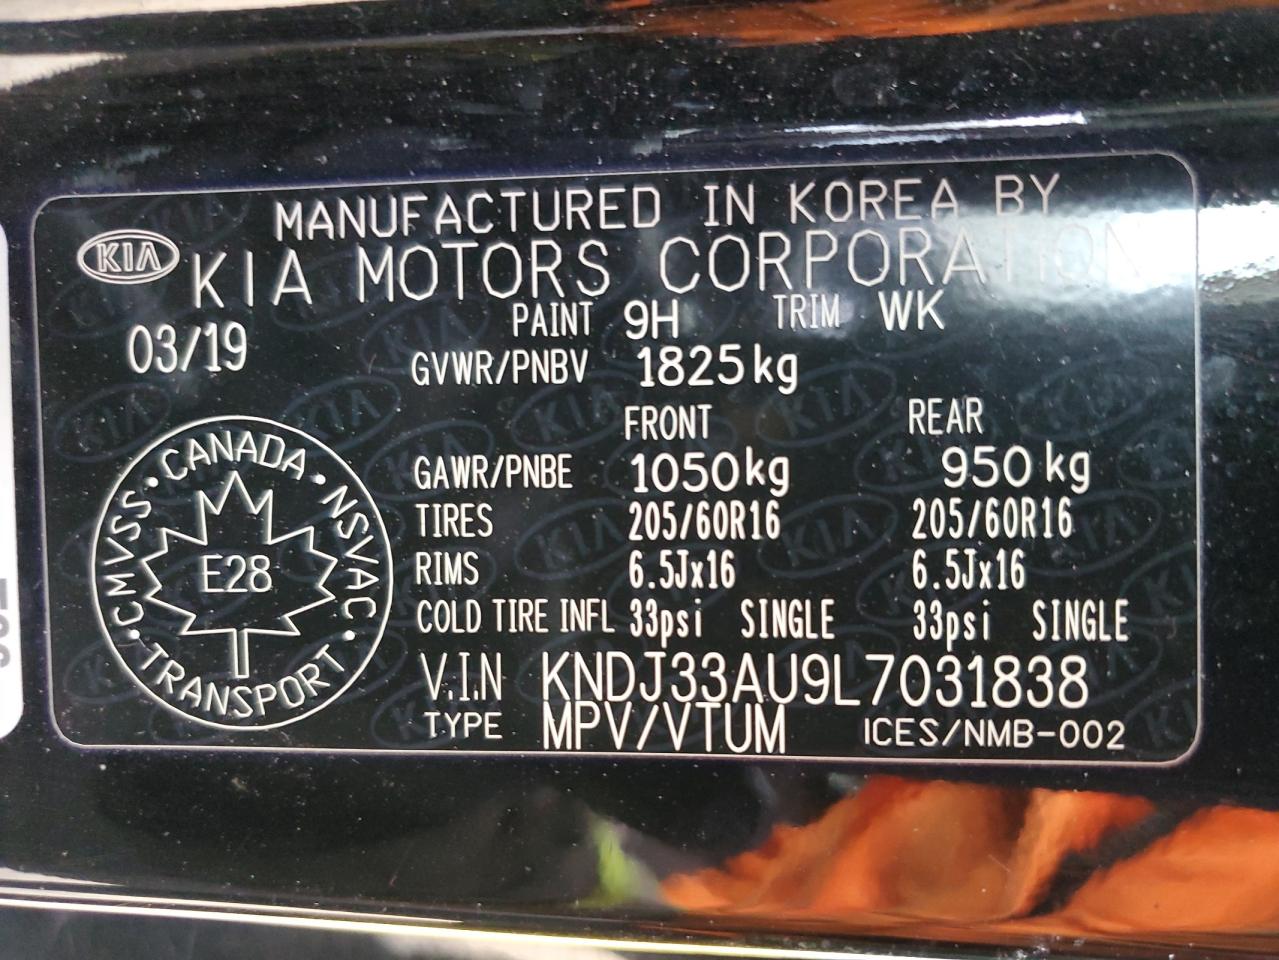 MANUFACTURED IN KOREA BY
KIA KIA MOTORS CORPORATION
PAINT 9H TRIM WK
03/19
GVWR/PNBV 1825kg
FRONT REAR
GAWR/PNBE 1050kg 950kg
TIRES 205/60R16 205/60R16
RIMS 6.5Jx16 6.5Jx16
COLD TIRE INFL 33psi SINGLE 33psi SINGLE
V.I.N KNDJ33AU9L7031838
TYPE MPV/VTUM ICES/NMB-002
CANADA · NSVAC · TRANSPORT · CMVSS ·
E28